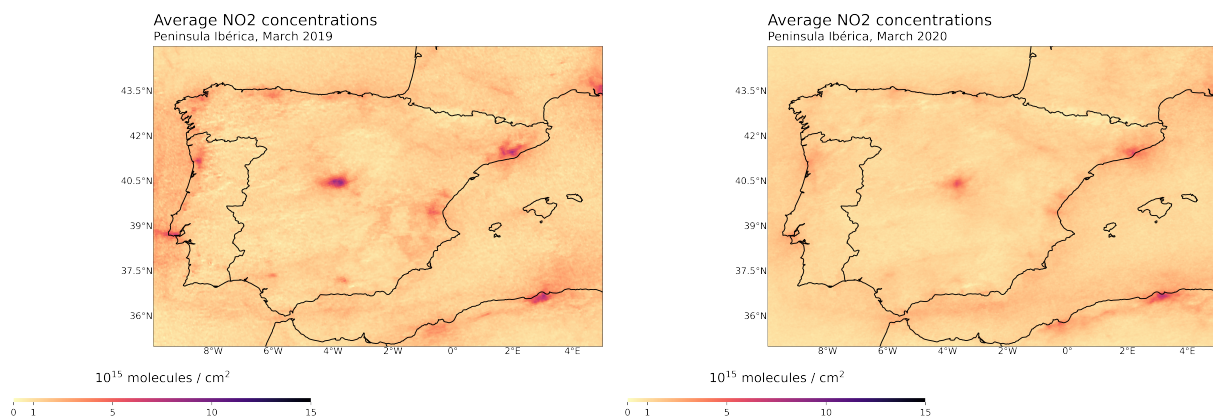 Average NO2 concentrations
Peninsula Ibérica, March 2019
43.5°N
42°N
40.5°N
39°N
37.5°N
36°N
8°W 6°W 4°W 2°W 0° 2°E 4°E
10¹⁵ molecules / cm²
0 1 5 10 15
Average NO2 concentrations
Peninsula Ibérica, March 2020
43.5°N
42°N
40.5°N
39°N
37.5°N
36°N
8°W 6°W 4°W 2°W 0° 2°E 4°E
10¹⁵ molecules / cm²
0 1 5 10 15